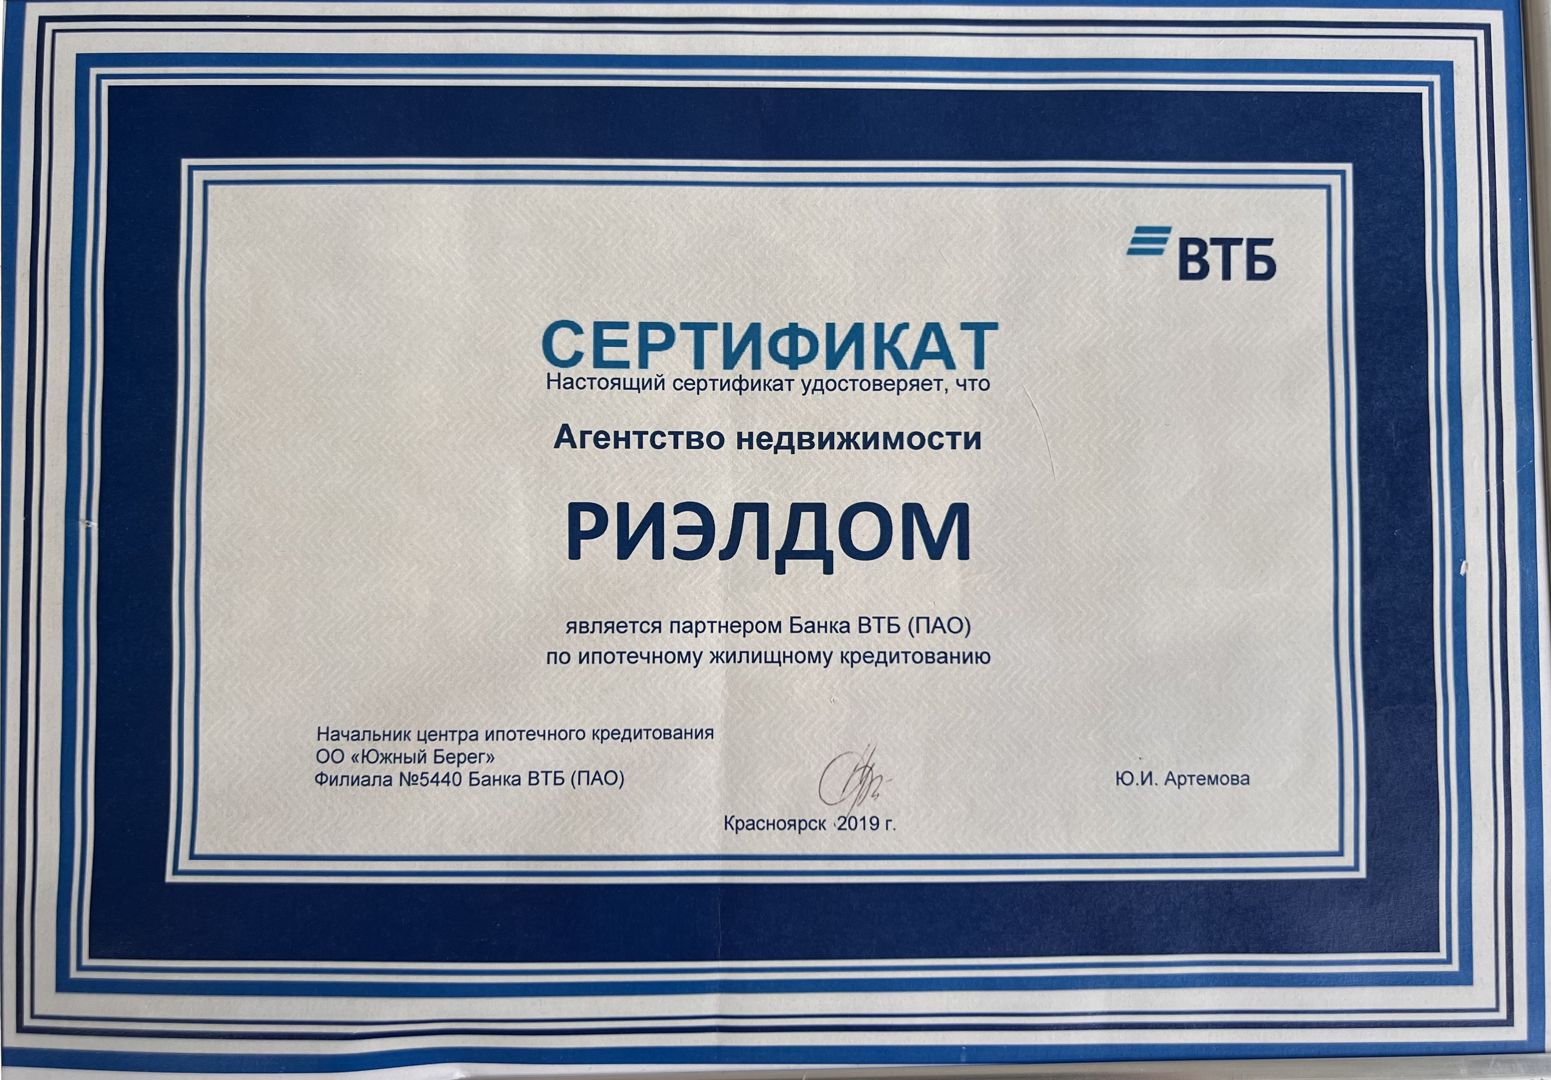 ВТБ
СЕРТИФИКАТ
Настоящий сертификат удостоверяет, что
Агентство недвижимости
РИЭЛДОМ
является партнером Банка ВТБ (ПАО)
по ипотечному жилищному кредитованию
Начальник центра ипотечного кредитования
ОО «Южный Берег»
Филиала №5440 Банка ВТБ (ПАО)
Ю.И. Артемова
Красноярск 2019 г.